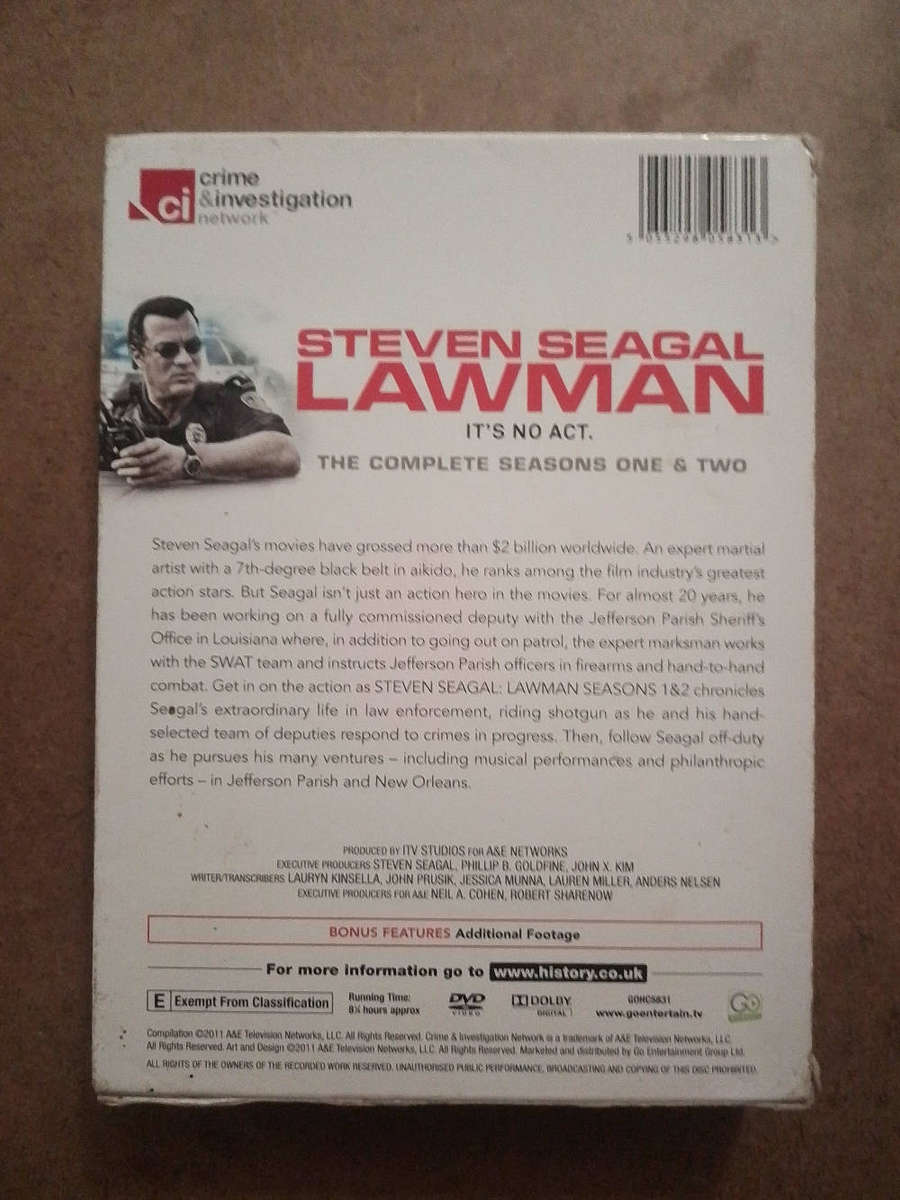 ci crime
&investigation
network
5 055298 058313 >
STEVEN SEAGAL
LAWMAN
IT'S NO ACT.
THE COMPLETE SEASONS ONE & TWO
Steven Seagal's movies have grossed more than $2 billion worldwide. An expert martial
artist with a 7th-degree black belt in aikido, he ranks among the film industry's greatest
action stars. But Seagal isn't just an action hero in the movies. For almost 20 years, he
has been working on a fully commissioned deputy with the Jefferson Parish Sheriff's
Office in Louisiana where, in addition to going out on patrol, the expert marksman works
with the SWAT team and instructs Jefferson Parish officers in firearms and hand-to-hand
combat. Get in on the action as STEVEN SEAGAL: LAWMAN SEASONS 1&2 chronicles
Seagal's extraordinary life in law enforcement, riding shotgun as he and his hand-
selected team of deputies respond to crimes in progress. Then, follow Seagal off-duty
as he pursues his many ventures – including musical performances and philanthropic
efforts – in Jefferson Parish and New Orleans.
PRODUCED BY ITV STUDIOS FOR A&E NETWORKS
EXECUTIVE PRODUCERS STEVEN SEAGAL, PHILLIP B. GOLDFINE, JOHN X. KIM
WRITER/TRANSCRIBERS LAURYN KINSELLA, JOHN PRUSIK, JESSICA MUNNA, LAUREN MILLER, ANDERS NELSEN
EXECUTIVE PRODUCERS FOR A&E NEIL A. COHEN, ROBERT SHARENOW
BONUS FEATURES Additional Footage
For more information go to www.history.co.uk
E Exempt From Classification
Running Time:
8¼ hours approx
DVD
VIDEO
DOLBY
DIGITAL
GOHC5831
www.goentertain.tv
Go
Compilation ©2011 A&E Television Networks, LLC. All Rights Reserved. Crime & Investigation Network is a trademark of A&E Television Networks, LLC.
All Rights Reserved. Art and Design ©2011 A&E Television Networks, LLC. All Rights Reserved. Marketed and distributed by Go Entertainment Group Ltd.
ALL RIGHTS OF THE OWNERS OF THE RECORDED WORK RESERVED. UNAUTHORISED PUBLIC PERFORMANCE, BROADCASTING AND COPYING OF THIS DISC PROHIBITED.